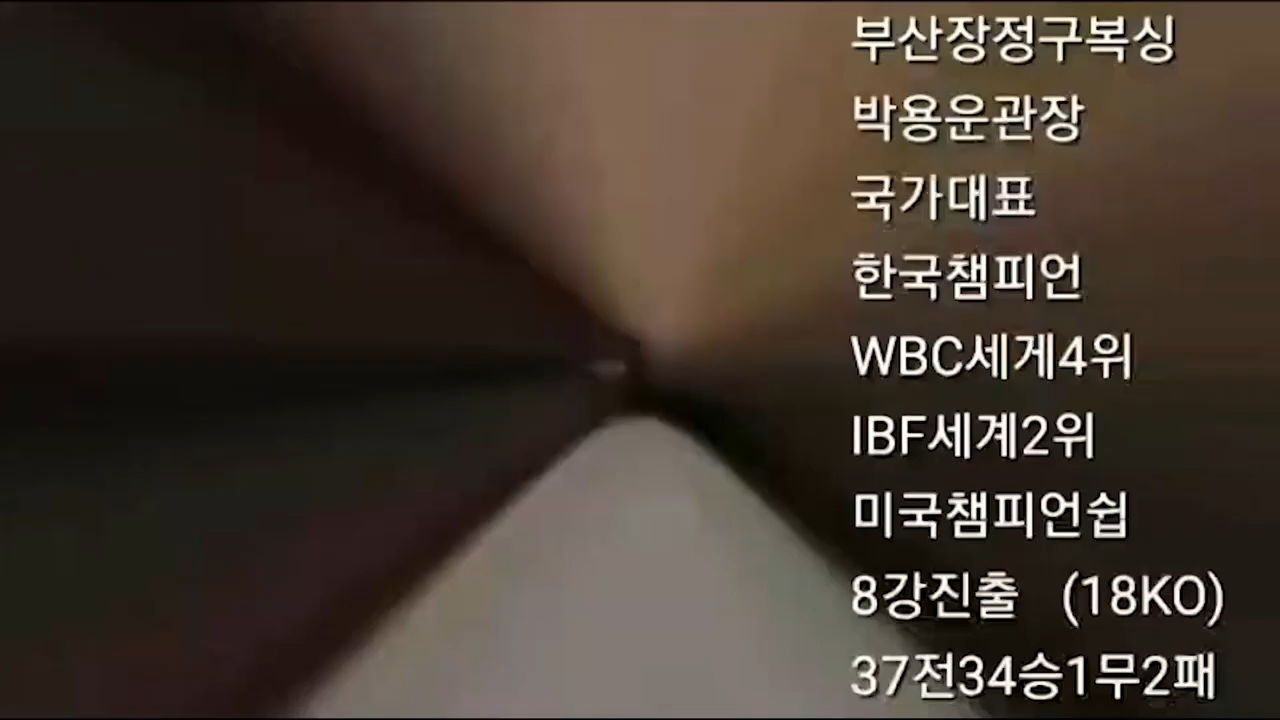 부산장정구복싱
박용운관장
국가대표
한국챔피언
WBC세게4위
IBF세계2위
미국챔피언쉽
8강진출 (18KO)
37전34승1무2패